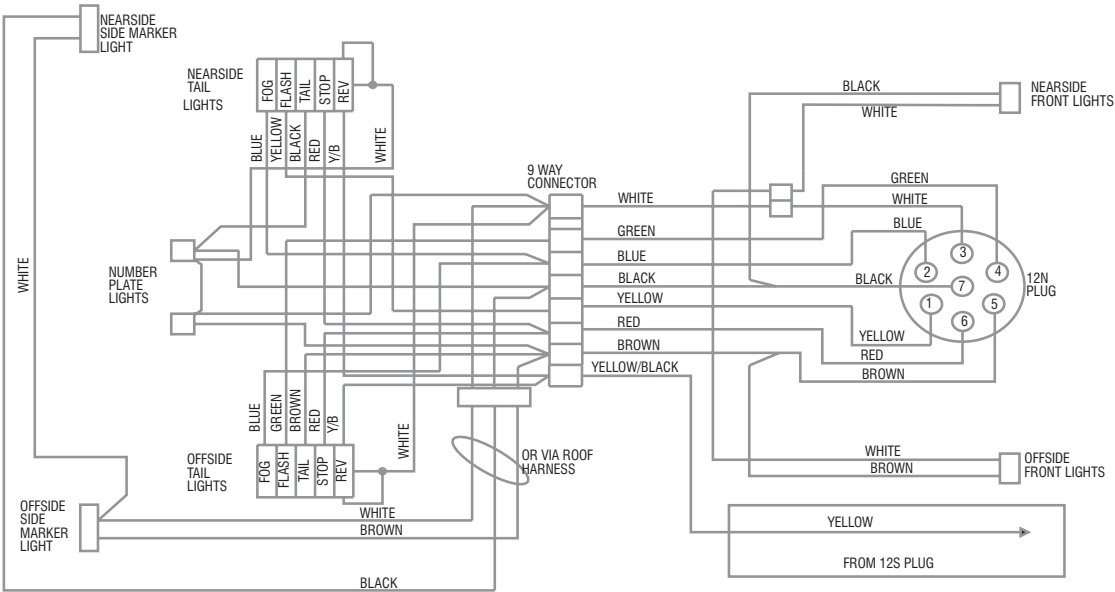 NEARSIDE
SIDE MARKER
LIGHT
NEARSIDE
TAIL
LIGHTS
FOG
FLASH
TAIL
STOP
REV
BLUE
YELLOW
BLACK
RED
Y/B
WHITE
BLACK
WHITE
NEARSIDE
FRONT LIGHTS
9 WAY
CONNECTOR
WHITE
GREEN
BLUE
BLACK
YELLOW
RED
BROWN
YELLOW/BLACK
GREEN
WHITE
BLUE
BLACK
YELLOW
RED
BROWN
3
2
4
7
1
5
6
12N
PLUG
WHITE
NUMBER
PLATE
LIGHTS
BLUE
GREEN
BROWN
RED
Y/B
WHITE
OFFSIDE
TAIL
LIGHTS
FOG
FLASH
TAIL
STOP
REV
OR VIA ROOF
HARNESS
WHITE
BROWN
OFFSIDE
FRONT LIGHTS
OFFSIDE
SIDE
MARKER
LIGHT
WHITE
BROWN
BLACK
YELLOW
FROM 12S PLUG